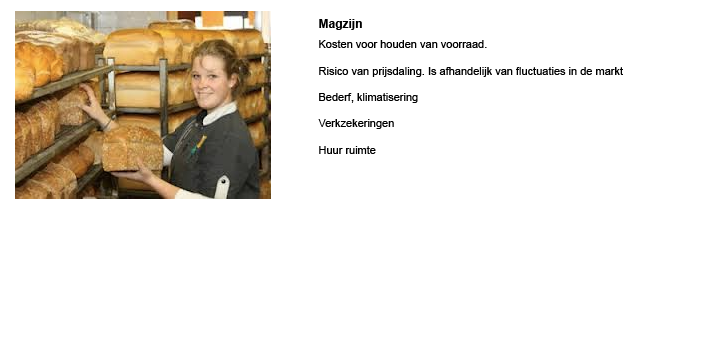 Magzijn
Kosten voor houden van voorraad.
Risico van prijsdaling. Is afhandelijk van fluctuaties in de markt
Bederf, klimatisering
Verkzekeringen
Huur ruimte